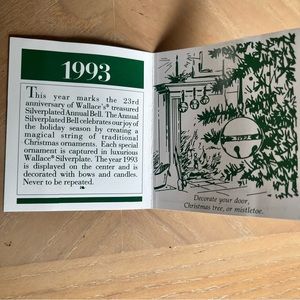 1993
This year marks the 23rd
anniversary of Wallace's® treasured
Silverplated Annual Bell. The Annual
Silverplated Bell celebrates our joy of
the holiday season by creating a
magical string of traditional
Christmas ornaments. Each special
ornament is captured in luxurious
Wallace® Silverplate. The year 1993
is displayed on the center and is
decorated with bows and candles.
Never to be repeated.
Decorate your door,
Christmas tree, or mistletoe.